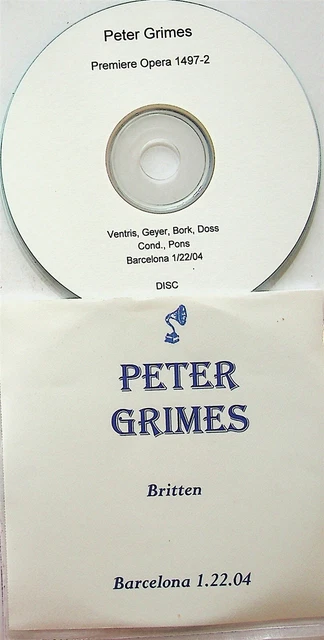 Peter Grimes
Premiere Opera 1497-2
Ventris, Geyer, Bork, Doss
Cond., Pons
Barcelona 1/22/04
DISC
PETER
GRIMES
Britten
Barcelona 1.22.04